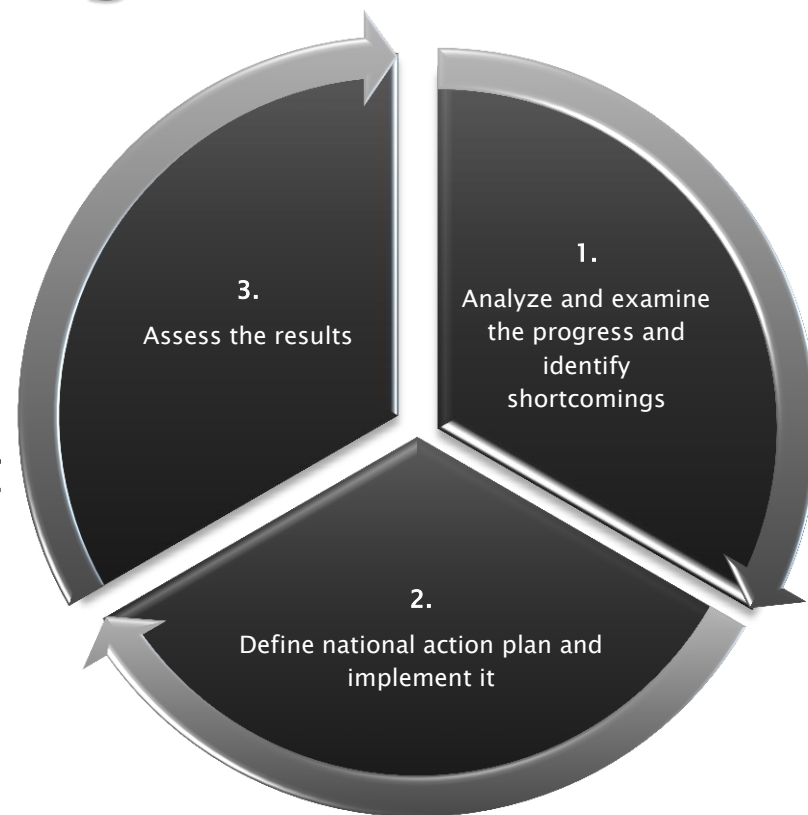 1.
Analyze and examine
the progress and
identify
shortcomings
2.
Define national action plan and
implement it
3.
Assess the results